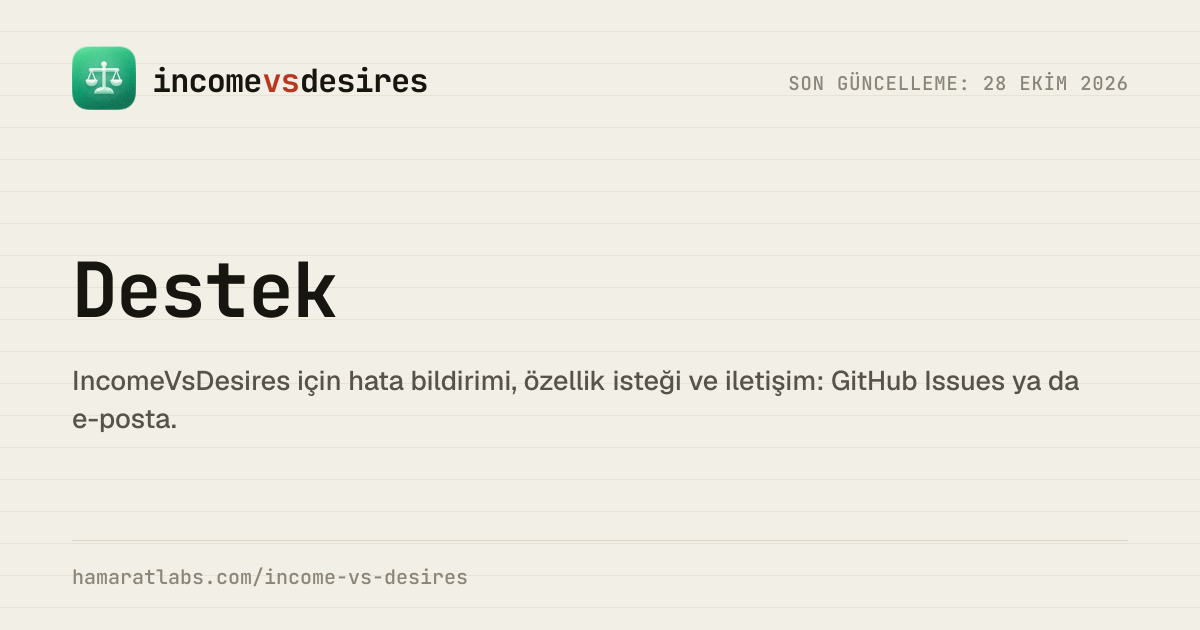 incomevsdesires
SON GÜNCELLEME: 28 EKİM 2026
Destek
IncomeVsDesires için hata bildirimi, özellik isteği ve iletişim: GitHub Issues ya da
e-posta.
hamaratlabs.com/income-vs-desires